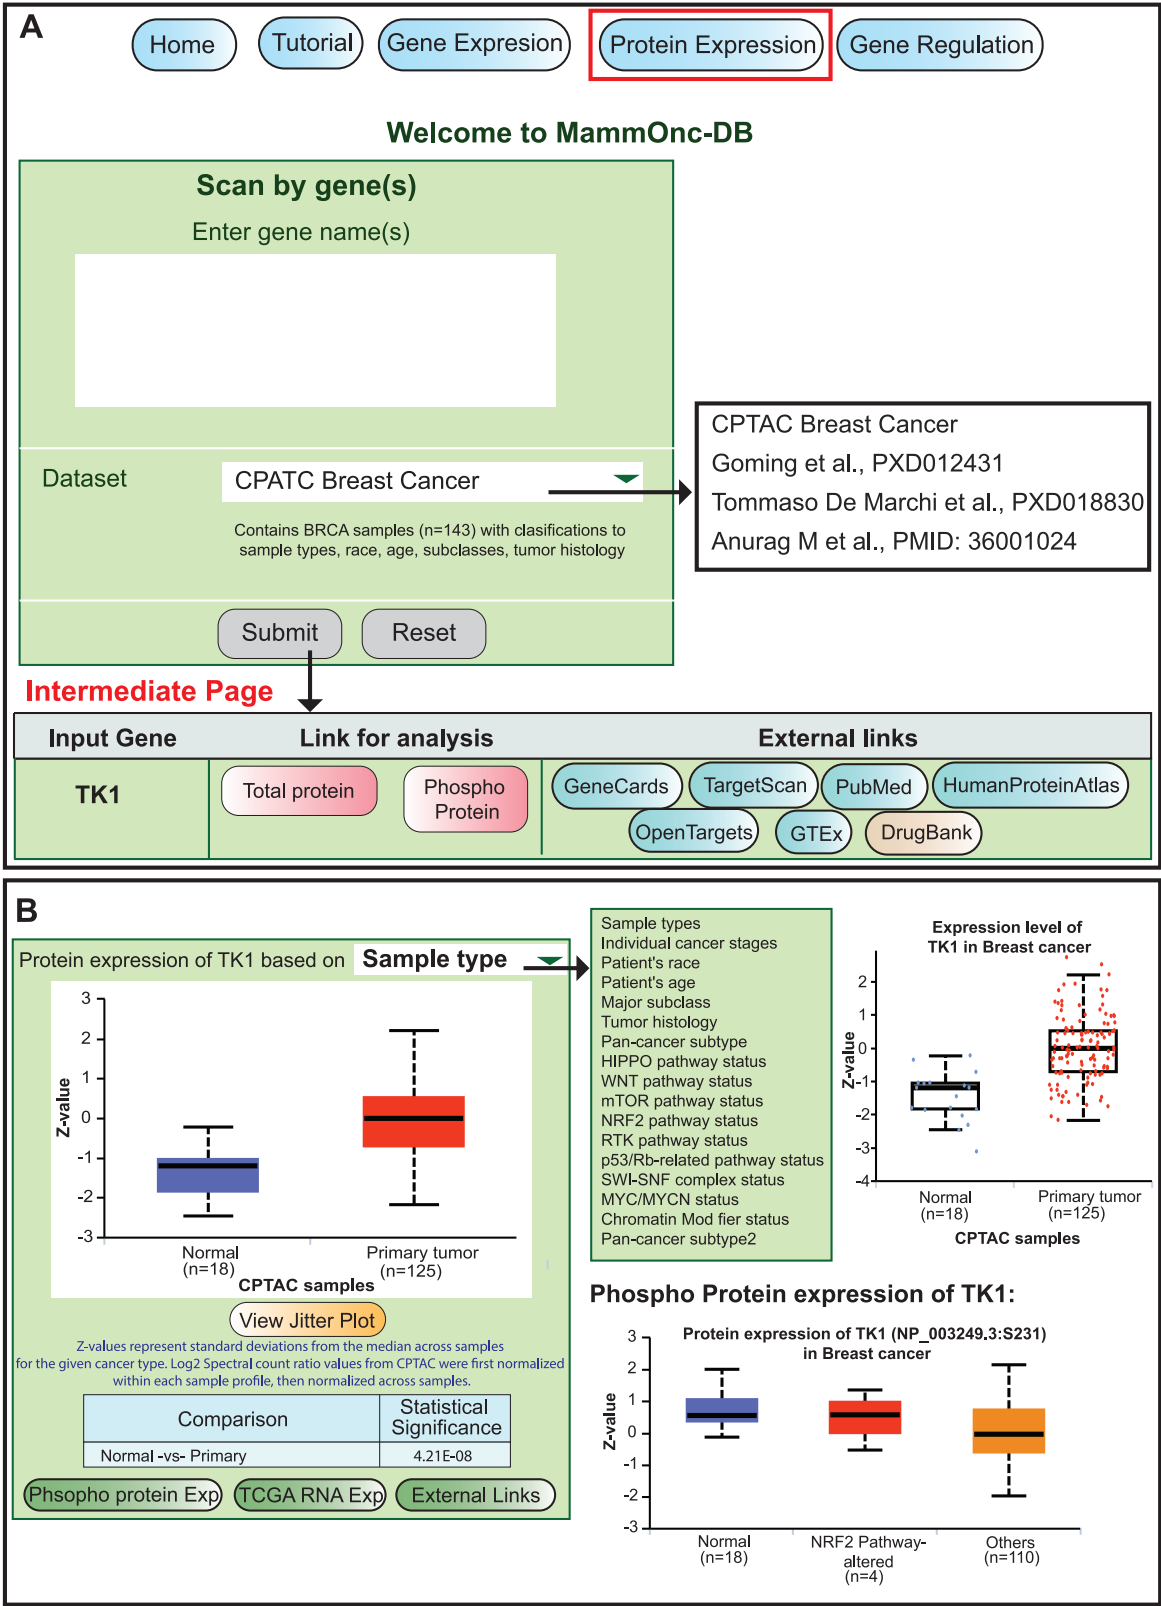 A
Home
Tutorial
Gene Expresion
Protein Expression
Gene Regulation
Welcome to MammOnc-DB
Scan by gene(s)
Enter gene name(s)
Dataset
CPATC Breast Cancer
Contains BRCA samples (n=143) with clasifications to
sample types, race, age, subclasses, tumor histology
CPTAC Breast Cancer
Goming et al., PXD012431
Tommaso De Marchi et al., PXD018830
Anurag M et al., PMID: 36001024
Submit
Reset
Intermediate Page
Input Gene
Link for analysis
External links
TK1
Total protein
Phospho
Protein
GeneCards
TargetScan
PubMed
HumanProteinAtlas
OpenTargets
GTEx
DrugBank
B
Protein expression of TK1 based on
Sample type
3
2
1
0
-1
-2
-3
Z-value
Normal
(n=18)
Primary tumor
(n=125)
CPTAC samples
View Jitter Plot
Z-values represent standard deviations from the median across samples
for the given cancer type. Log2 Spectral count ratio values from CPTAC were first normalized
within each sample profile, then normalized across samples.
Comparison
Statistical
Significance
Normal -vs- Primary
4.21E-08
Phsopho protein Exp
TCGA RNA Exp
External Links
Sample types
Individual cancer stages
Patient's race
Patient's age
Major subclass
Tumor histology
Pan-cancer subtype
HIPPO pathway status
WNT pathway status
mTOR pathway status
NRF2 pathway status
RTK pathway status
p53/Rb-related pathway status
SWI-SNF complex status
MYC/MYCN status
Chromatin Mod fier status
Pan-cancer subtype2
Expression level of
TK1 in Breast cancer
2
1
0
-1
-2
-3
-4
Z-value
Normal
(n=18)
Primary tumor
(n=125)
CPTAC samples
Phospho Protein expression of TK1:
Protein expression of TK1 (NP_003249.3:S231)
in Breast cancer
3
2
1
0
-1
-2
-3
Z-value
Normal
(n=18)
NRF2 Pathway-
altered
(n=4)
Others
(n=110)